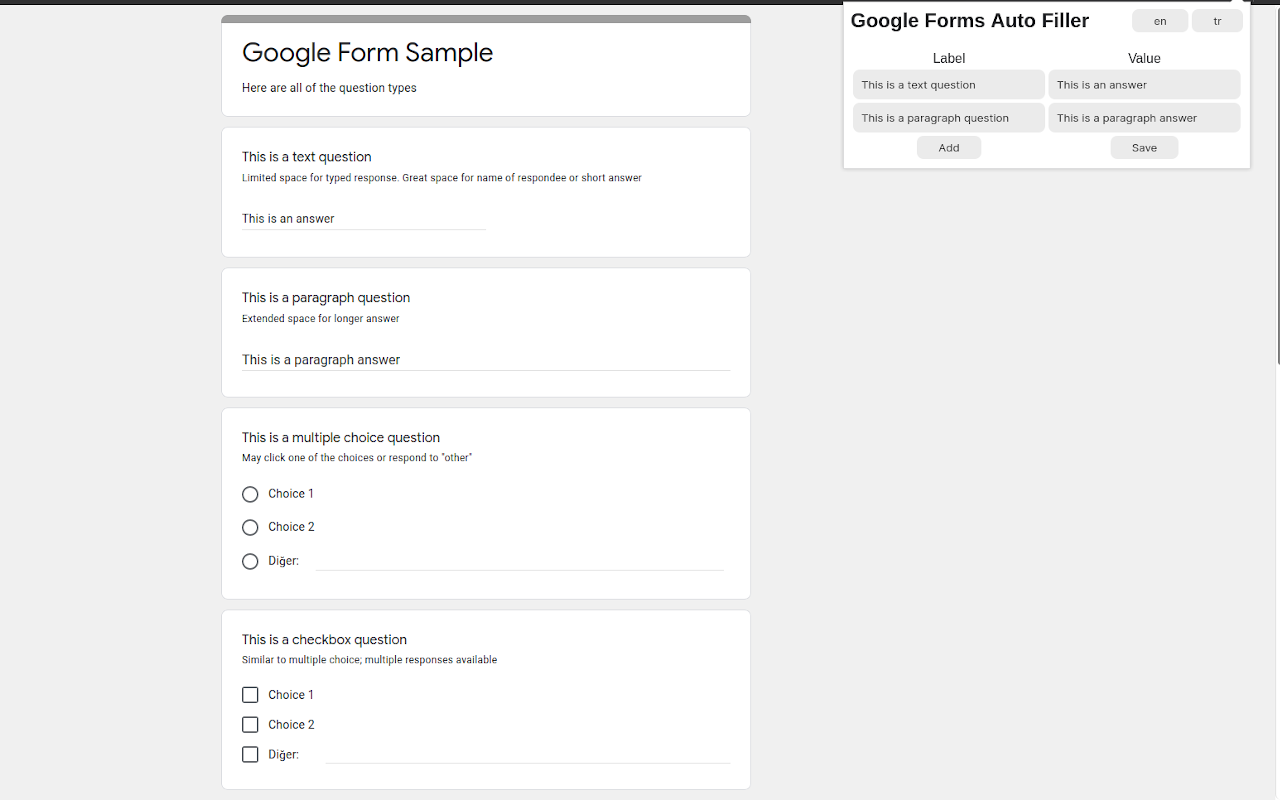 Google Form Sample
Here are all of the question types
This is a text question
Limited space for typed response. Great space for name of respondee or short answer
This is an answer
This is a paragraph question
Extended space for longer answer
This is a paragraph answer
This is a multiple choice question
May click one of the choices or respond to "other"
Choice 1
Choice 2
Diğer:
This is a checkbox question
Similar to multiple choice; multiple responses available
Choice 1
Choice 2
Diğer:
Google Forms Auto Filler en tr
Label Value
This is a text question This is an answer
This is a paragraph question This is a paragraph answer
Add Save